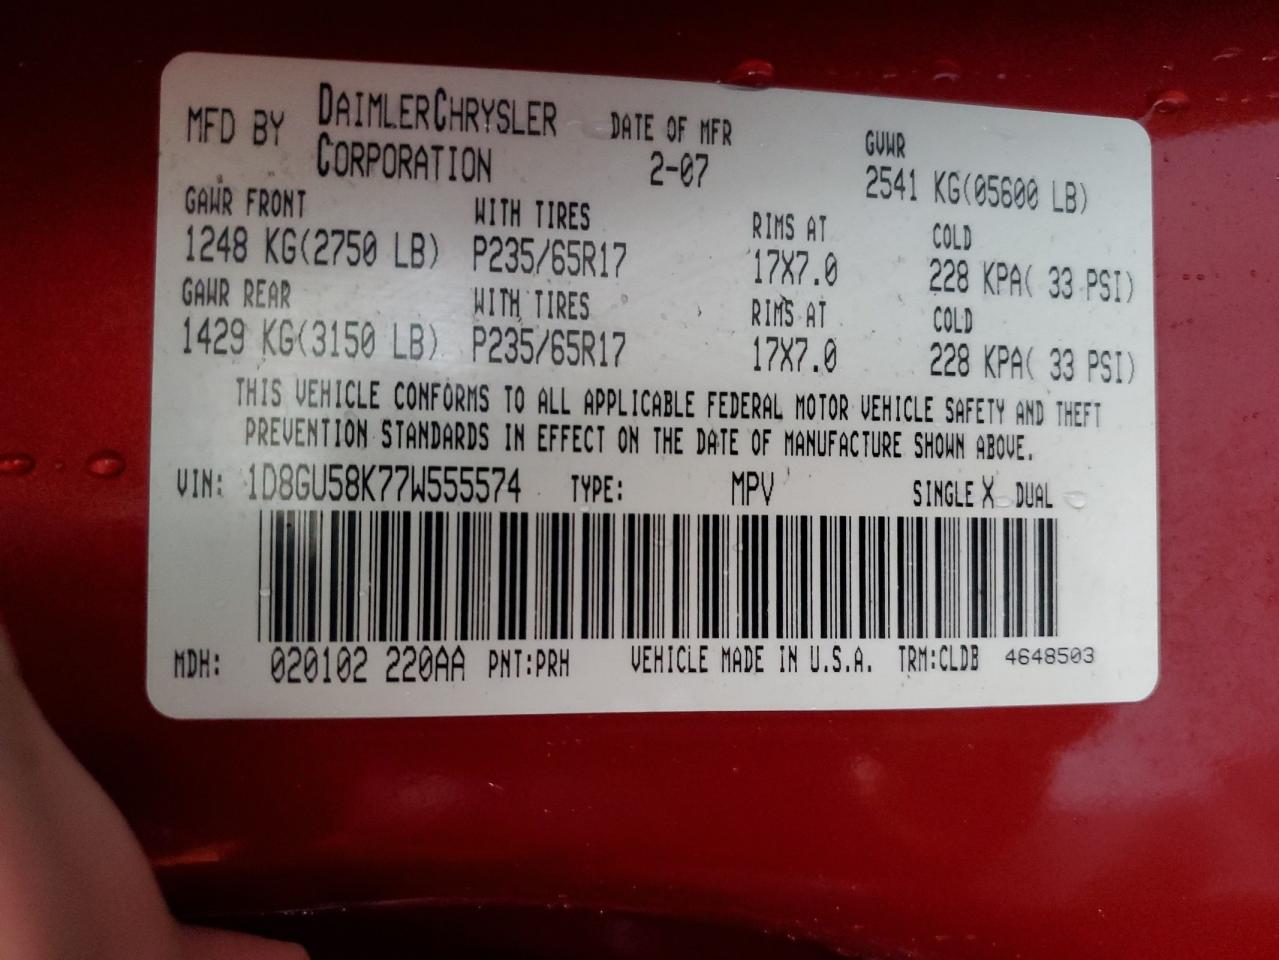 MFD BY DAIMLERCHRYSLER CORPORATION DATE OF MFR 2-07 GVWR 2541 KG(05600 LB)
GAWR FRONT WITH TIRES RIMS AT COLD
1248 KG(2750 LB) P235/65R17 17X7.0 228 KPA( 33 PSI)
GAWR REAR WITH TIRES RIMS AT COLD
1429 KG(3150 LB) P235/65R17 17X7.0 228 KPA( 33 PSI)
THIS VEHICLE CONFORMS TO ALL APPLICABLE FEDERAL MOTOR VEHICLE SAFETY AND THEFT
PREVENTION STANDARDS IN EFFECT ON THE DATE OF MANUFACTURE SHOWN ABOVE.
VIN: 1D8GU58K77W555574 TYPE: MPV SINGLE X DUAL
MDH: 020102 220AA PNT:PRH VEHICLE MADE IN U.S.A. TRM:CLDB 4648503